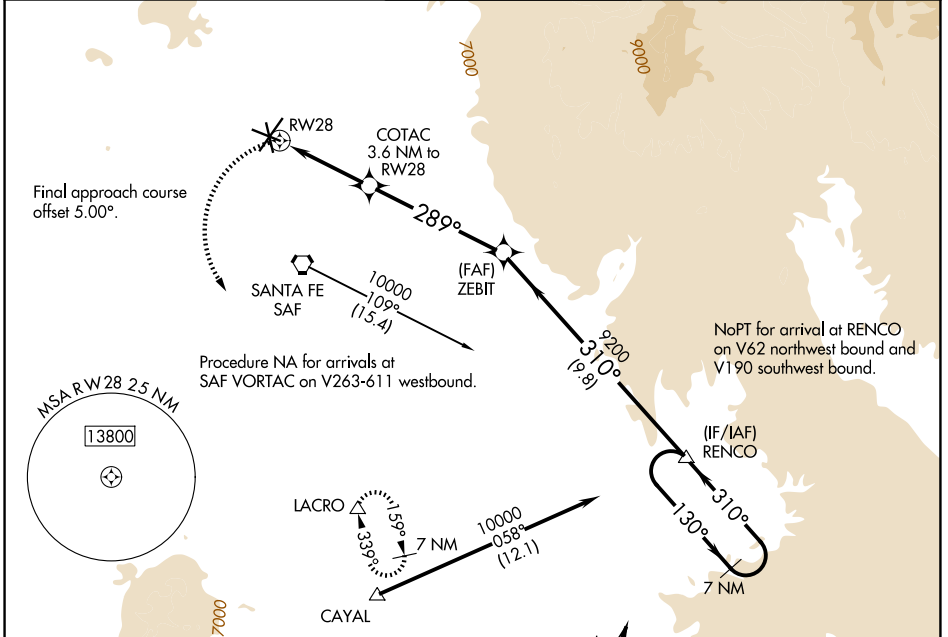 7000
9000
RW28
COTAC
3.6 NM to
RW28
Final approach course
offset 5.00°.
289°
(FAF)
ZEBIT
SANTA FE
SAF
10000
109°
(15.4)
NoPT for arrival at RENCO
on V62 northwest bound and
V190 southwest bound.
9200
310°
(9.8)
Procedure NA for arrivals at
SAF VORTAC on V263-611 westbound.
MSA RW28 25 NM
13800
(IF/IAF)
RENCO
LACRO
159°
339°
7 NM
10000
058°
(12.1)
130°
310°
7 NM
CAYAL
7000